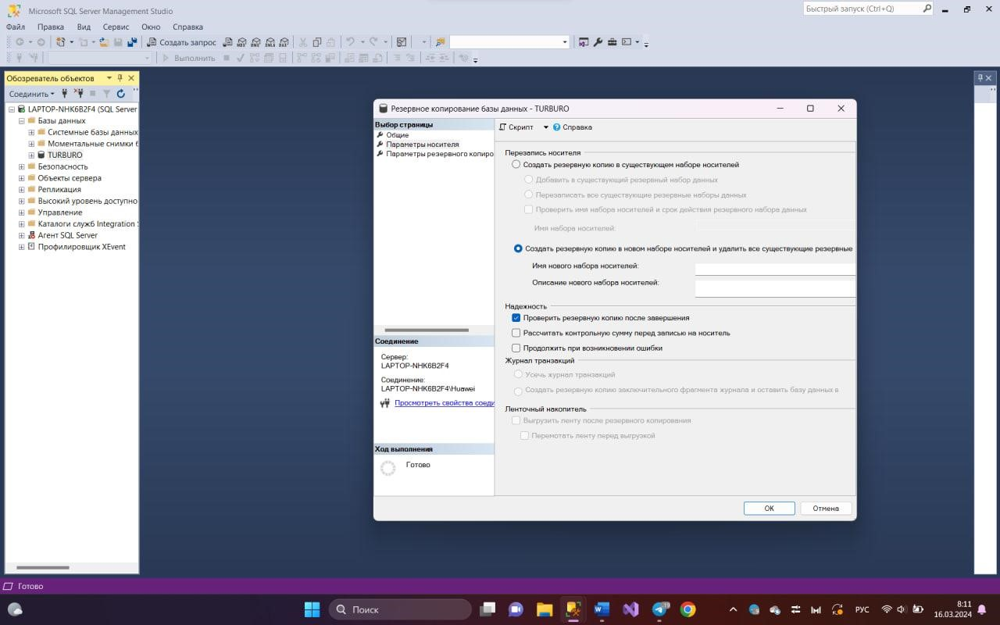 Microsoft SQL Server Management Studio
Быстрый запуск (Ctrl+Q)
Файл Правка Вид Сервис Окно Справка
Создать запрос
Выполнить
Обозреватель объектов
Соединить
LAPTOP-NHK6B2F4 (SQL Server
Базы данных
Системные базы данных
Моментальные снимки б
TURBURO
Безопасность
Объекты сервера
Репликация
Высокий уровень доступно
Управление
Каталоги служб Integration S
Агент SQL Server
Профилировщик XEvent
Резервное копирование базы данных - TURBURO
Выбор страницы
Общие
Параметры носителя
Параметры резервного копиро
Соединение
Сервер:
LAPTOP-NHK6B2F4
Соединение:
LAPTOP-NHK6B2F4\Huawei
Просмотреть свойства соеди
Ход выполнения
Готово
Скрипт Справка
Перезапись носителя
Создать резервную копию в существующем наборе носителей
Добавить в существующий резервный набор данных
Перезаписать все существующие резервные наборы данных
Проверить имя набора носителей и срок действия резервного набора данных
Имя набора носителей:
Создать резервную копию в новом наборе носителей и удалить все существующие резервные
Имя нового набора носителей:
Описание нового набора носителей:
Надежность
Проверить резервную копию после завершения
Рассчитать контрольную сумму перед записью на носитель
Продолжить при возникновении ошибки
Журнал транзакций
Усечь журнал транзакций
Создать резервную копию заключительного фрагмента журнала и оставить базу данных в
Ленточный накопитель
Выгрузить ленту после резервного копирования
Перемотать ленту перед выгрузкой
OK Отмена
Готово
Поиск
РУС
8:11
16.03.2024